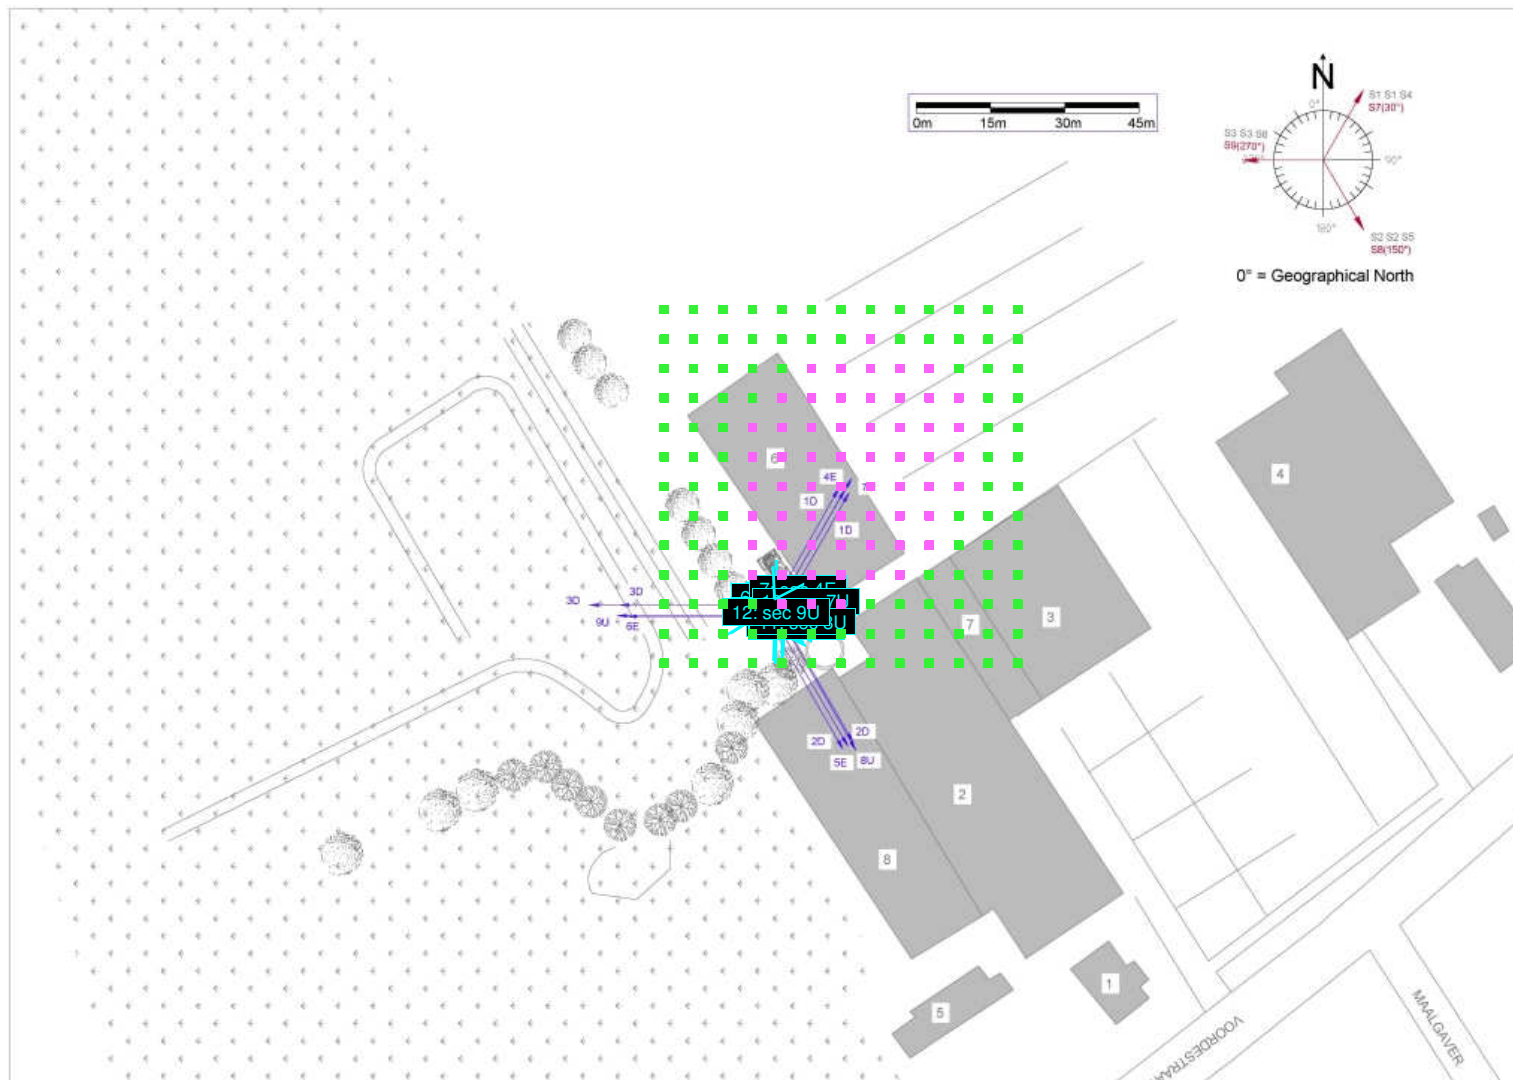 N
S1 S1 S4
S7(30°)
0°
0m 15m 30m 45m
S3 S3 S6
S9(270°)
90°
180°
S2 S2 S5
S8(150°)
0° = Geographical North
6
4E
4
1D
1D
3D
3D
9U
6E
12: sec 9U
7
3
2D
2D
5E
8U
2
8
1
5
VOORDESTRAA
MAALGAVER